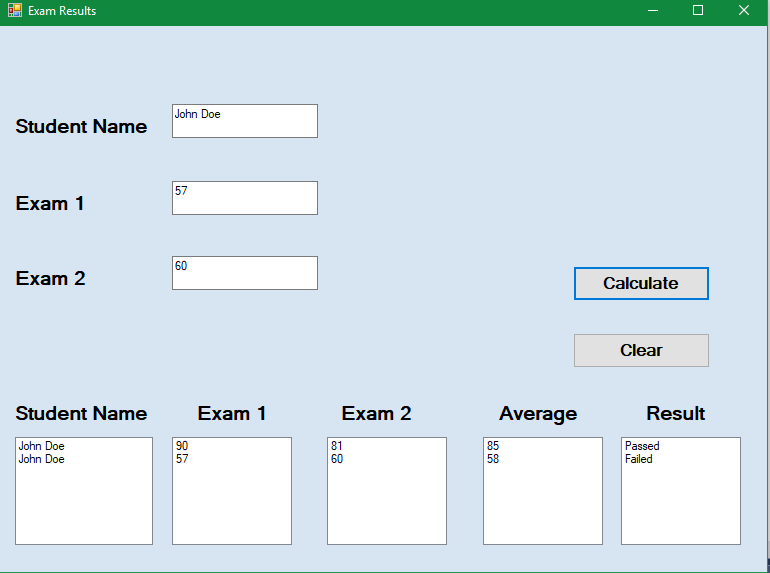 Exam Results
Student Name John Doe
Exam 1 57
Exam 2 60
Calculate
Clear
Student Name Exam 1 Exam 2 Average Result
John Doe 90 81 85 Passed
John Doe 57 60 58 Failed